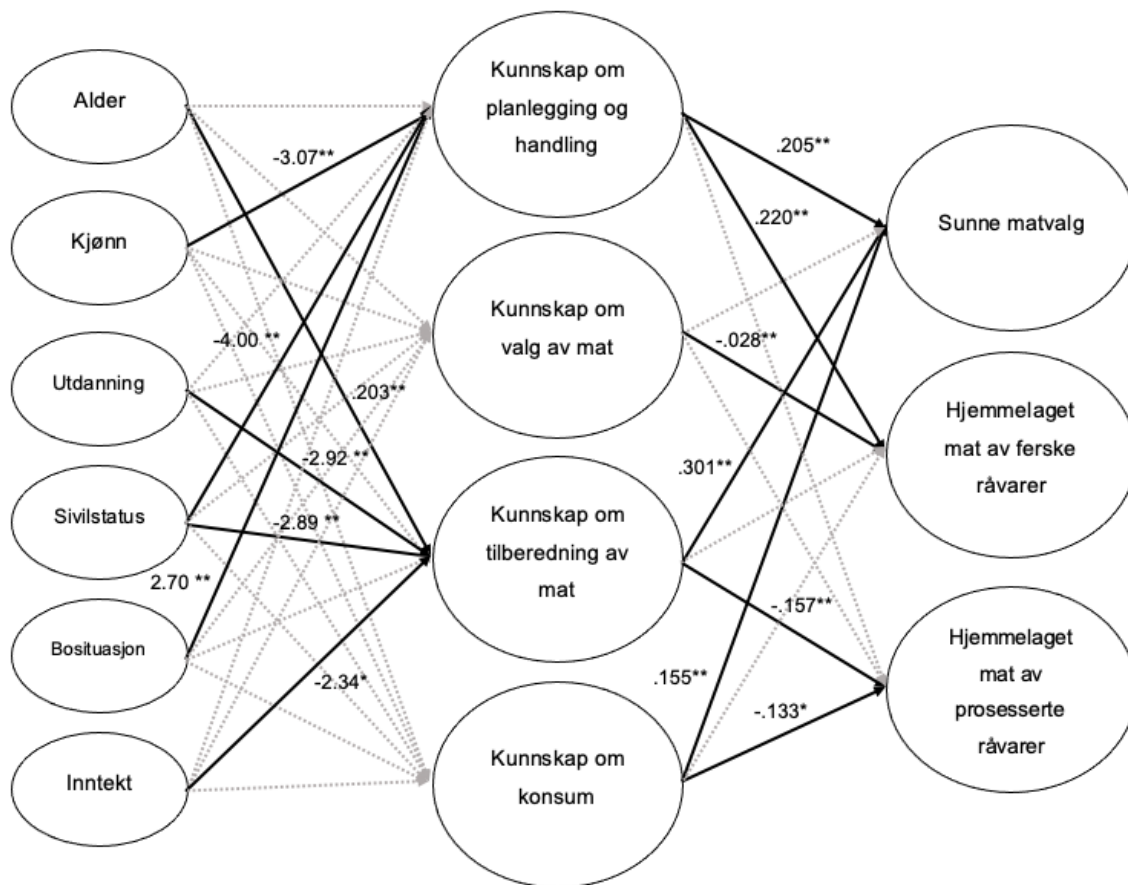 Alder
Kjønn
Utdanning
Sivilstatus
Bosituasjon
Inntekt
-3.07**
-4.00 **
.203**
-2.92 **
-2.89 **
2.70 **
-2.34*
Kunnskap om
planlegging og
handling
Kunnskap om
valg av mat
Kunnskap om
tilberedning av
mat
Kunnskap om
konsum
.205**
.220**
-.028**
.301**
-.157**
.155**
-.133*
Sunne matvalg
Hjemmelaget
mat av ferske
råvarer
Hjemmelaget
mat av
prosesserte
råvarer